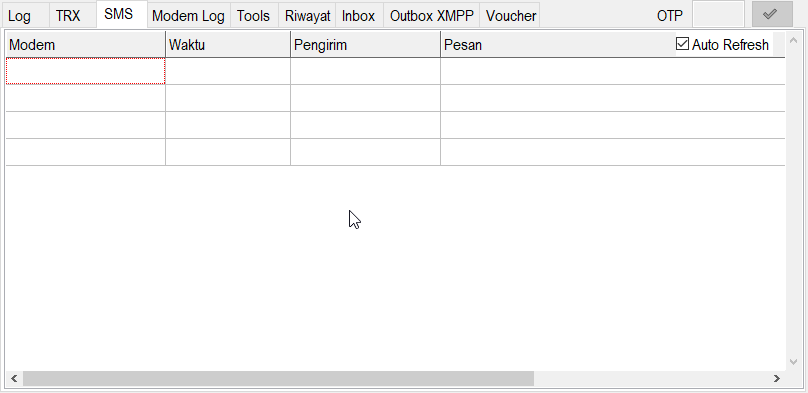 Log TRX SMS Modem Log Tools Riwayat Inbox Outbox XMPP Voucher OTP
Modem Waktu Pengirim Pesan Auto Refresh